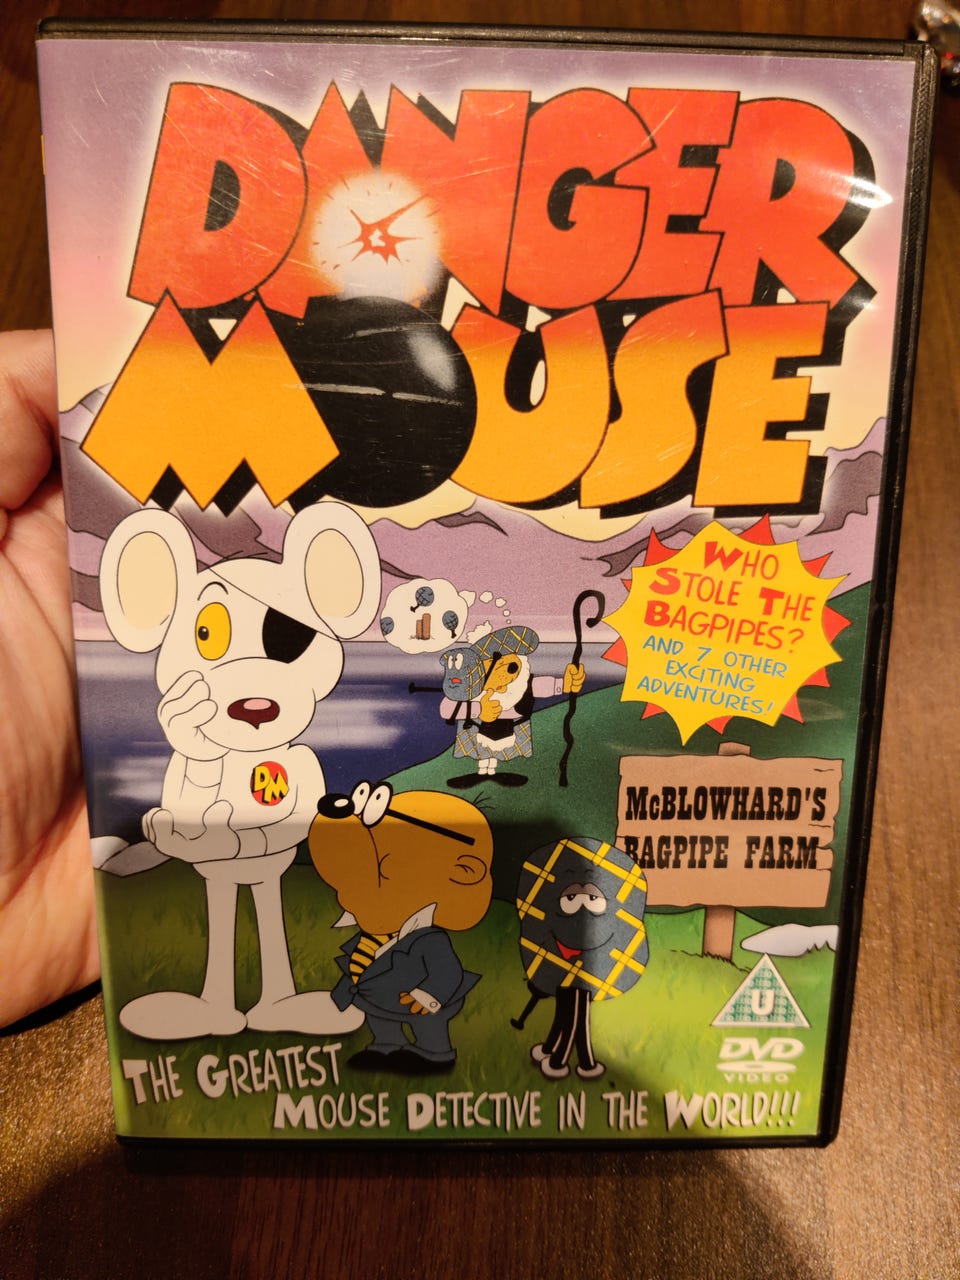 DANGER
MOUSE
WHO
STOLE THE
BAGPIPES?
AND 7 OTHER
EXCITING
ADVENTURES!
DM
McBLOWHARD'S
BAGPIPE FARM
U
DVD
VIDEO
THE GREATEST
MOUSE DETECTIVE IN THE WORLD!!!